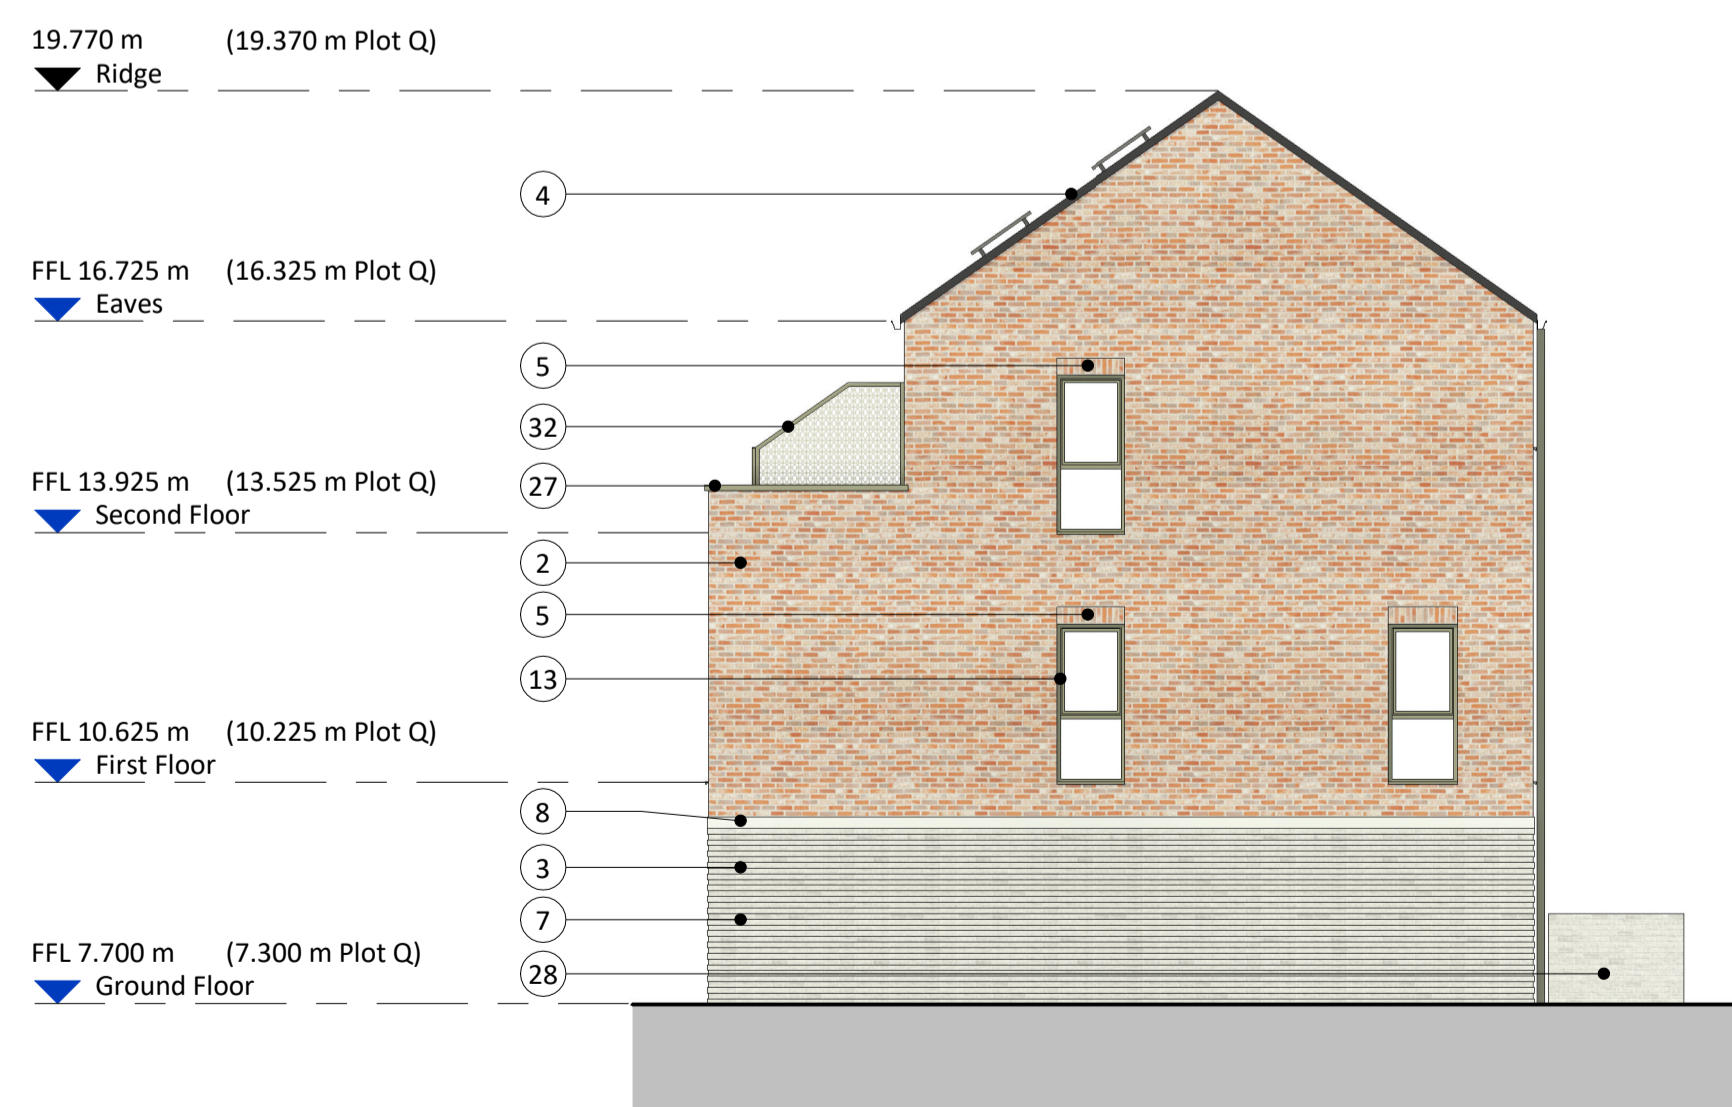 19.770 m (19.370 m Plot Q)
Ridge
4
FFL 16.725 m (16.325 m Plot Q)
Eaves
5
32
FFL 13.925 m (13.525 m Plot Q)
27
Second Floor
2
5
13
FFL 10.625 m (10.225 m Plot Q)
First Floor
8
3
7
FFL 7.700 m (7.300 m Plot Q)
28
Ground Floor